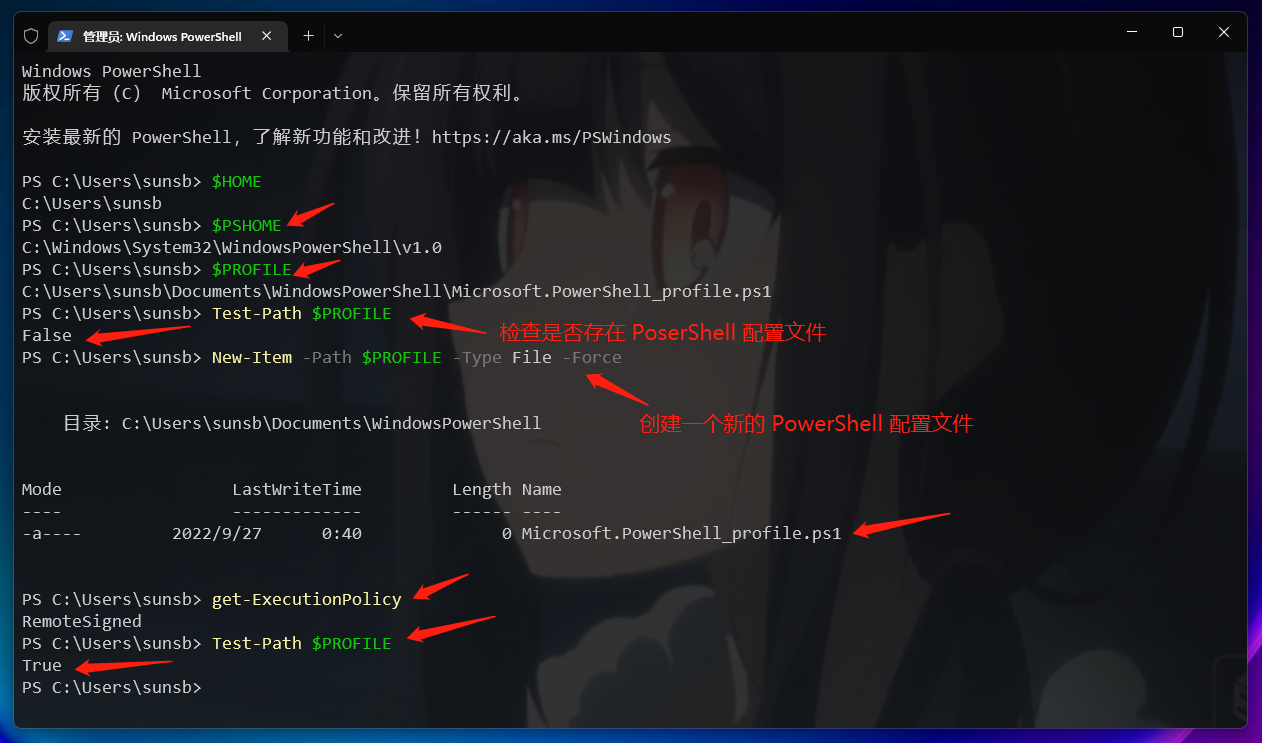 管理员: Windows PowerShell
Windows PowerShell
版权所有 (C)  Microsoft Corporation。保留所有权利。
安装最新的 PowerShell，了解新功能和改进！https://aka.ms/PSWindows
PS C:\Users\sunsb> $HOME
C:\Users\sunsb
PS C:\Users\sunsb> $PSHOME
C:\Windows\System32\WindowsPowerShell\v1.0
PS C:\Users\sunsb> $PROFILE
C:\Users\sunsb\Documents\WindowsPowerShell\Microsoft.PowerShell_profile.ps1
PS C:\Users\sunsb> Test-Path $PROFILE
检查是否存在 PoserShell 配置文件
False
PS C:\Users\sunsb> New-Item -Path $PROFILE -Type File -Force
目录: C:\Users\sunsb\Documents\WindowsPowerShell
创建一个新的 PowerShell 配置文件
Mode                 LastWriteTime         Length Name
----                 -------------         ------ ----
-a----         2022/9/27      0:40              0 Microsoft.PowerShell_profile.ps1
PS C:\Users\sunsb> get-ExecutionPolicy
RemoteSigned
PS C:\Users\sunsb> Test-Path $PROFILE
True
PS C:\Users\sunsb>